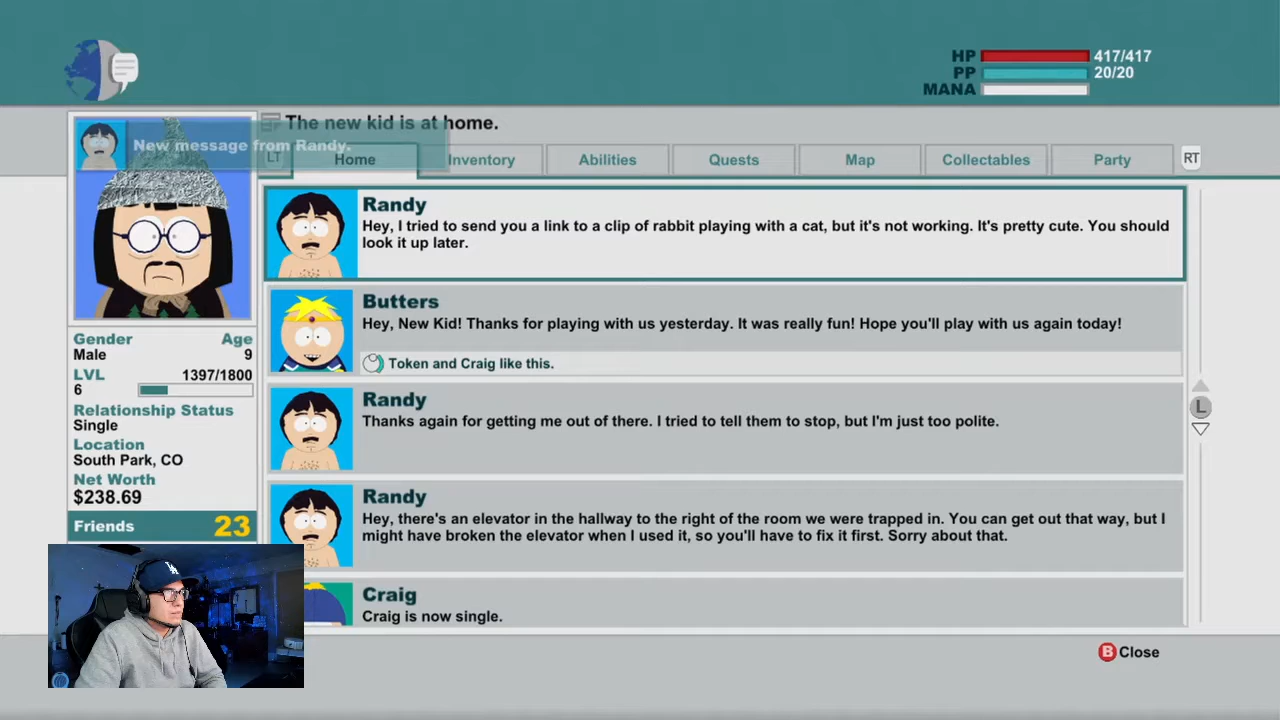 HP 417/417
PP 20/20
MANA
The new kid is at home.
New message from Randy.
LT Home Inventory Abilities Quests Map Collectables Party RT
Randy
Hey, I tried to send you a link to a clip of rabbit playing with a cat, but it's not working. It's pretty cute. You should
look it up later.
Butters
Hey, New Kid! Thanks for playing with us yesterday. It was really fun! Hope you'll play with us again today!
Token and Craig like this.
Randy
Thanks again for getting me out of there. I tried to tell them to stop, but I'm just too polite.
Randy
Hey, there's an elevator in the hallway to the right of the room we were trapped in. You can get out that way, but I
might have broken the elevator when I used it, so you'll have to fix it first. Sorry about that.
Craig
Craig is now single.
Gender Age
Male 9
LVL 1397/1800
6
Relationship Status
Single
Location
South Park, CO
Net Worth
$238.69
Friends 23
L
B Close
LA